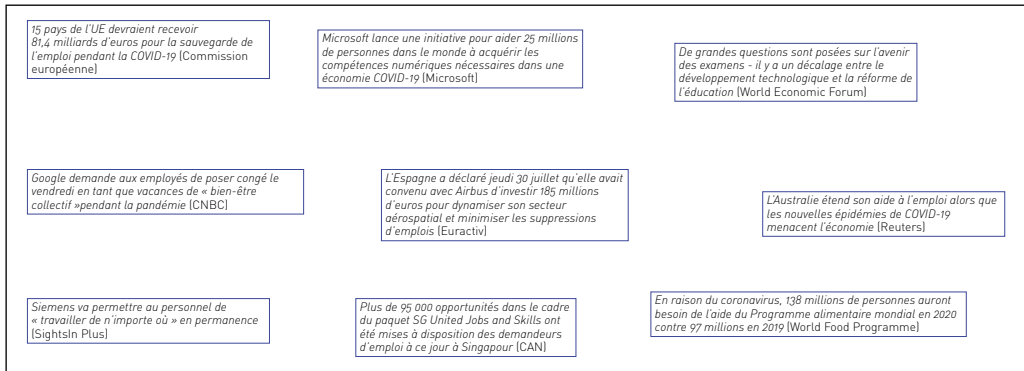 15 pays de l'UE devraient recevoir
81,4 milliards d'euros pour la sauvegarde de
l'emploi pendant la COVID-19 (Commission
européenne)
Microsoft lance une initiative pour aider 25 millions
de personnes dans le monde à acquérir les
compétences numériques nécessaires dans une
économie COVID-19 (Microsoft)
De grandes questions sont posées sur l'avenir
des examens - il y a un décalage entre le
développement technologique et la réforme de
l'éducation (World Economic Forum)
Google demande aux employés de poser congé le
vendredi en tant que vacances de « bien-être
collectif »pendant la pandémie (CNBC)
L'Espagne a déclaré jeudi 30 juillet qu'elle avait
convenu avec Airbus d'investir 185 millions
d'euros pour dynamiser son secteur
aérospatial et minimiser les suppressions
d'emplois (Euractiv)
L'Australie étend son aide à l'emploi alors que
les nouvelles épidémies de COVID-19
menacent l'économie (Reuters)
Siemens va permettre au personnel de
« travailler de n'importe où » en permanence
(SightsIn Plus)
Plus de 95 000 opportunités dans le cadre
du paquet SG United Jobs and Skills ont
été mises à disposition des demandeurs
d'emploi à ce jour à Singapour (CAN)
En raison du coronavirus, 138 millions de personnes auront
besoin de l'aide du Programme alimentaire mondial en 2020
contre 97 millions en 2019 (World Food Programme)